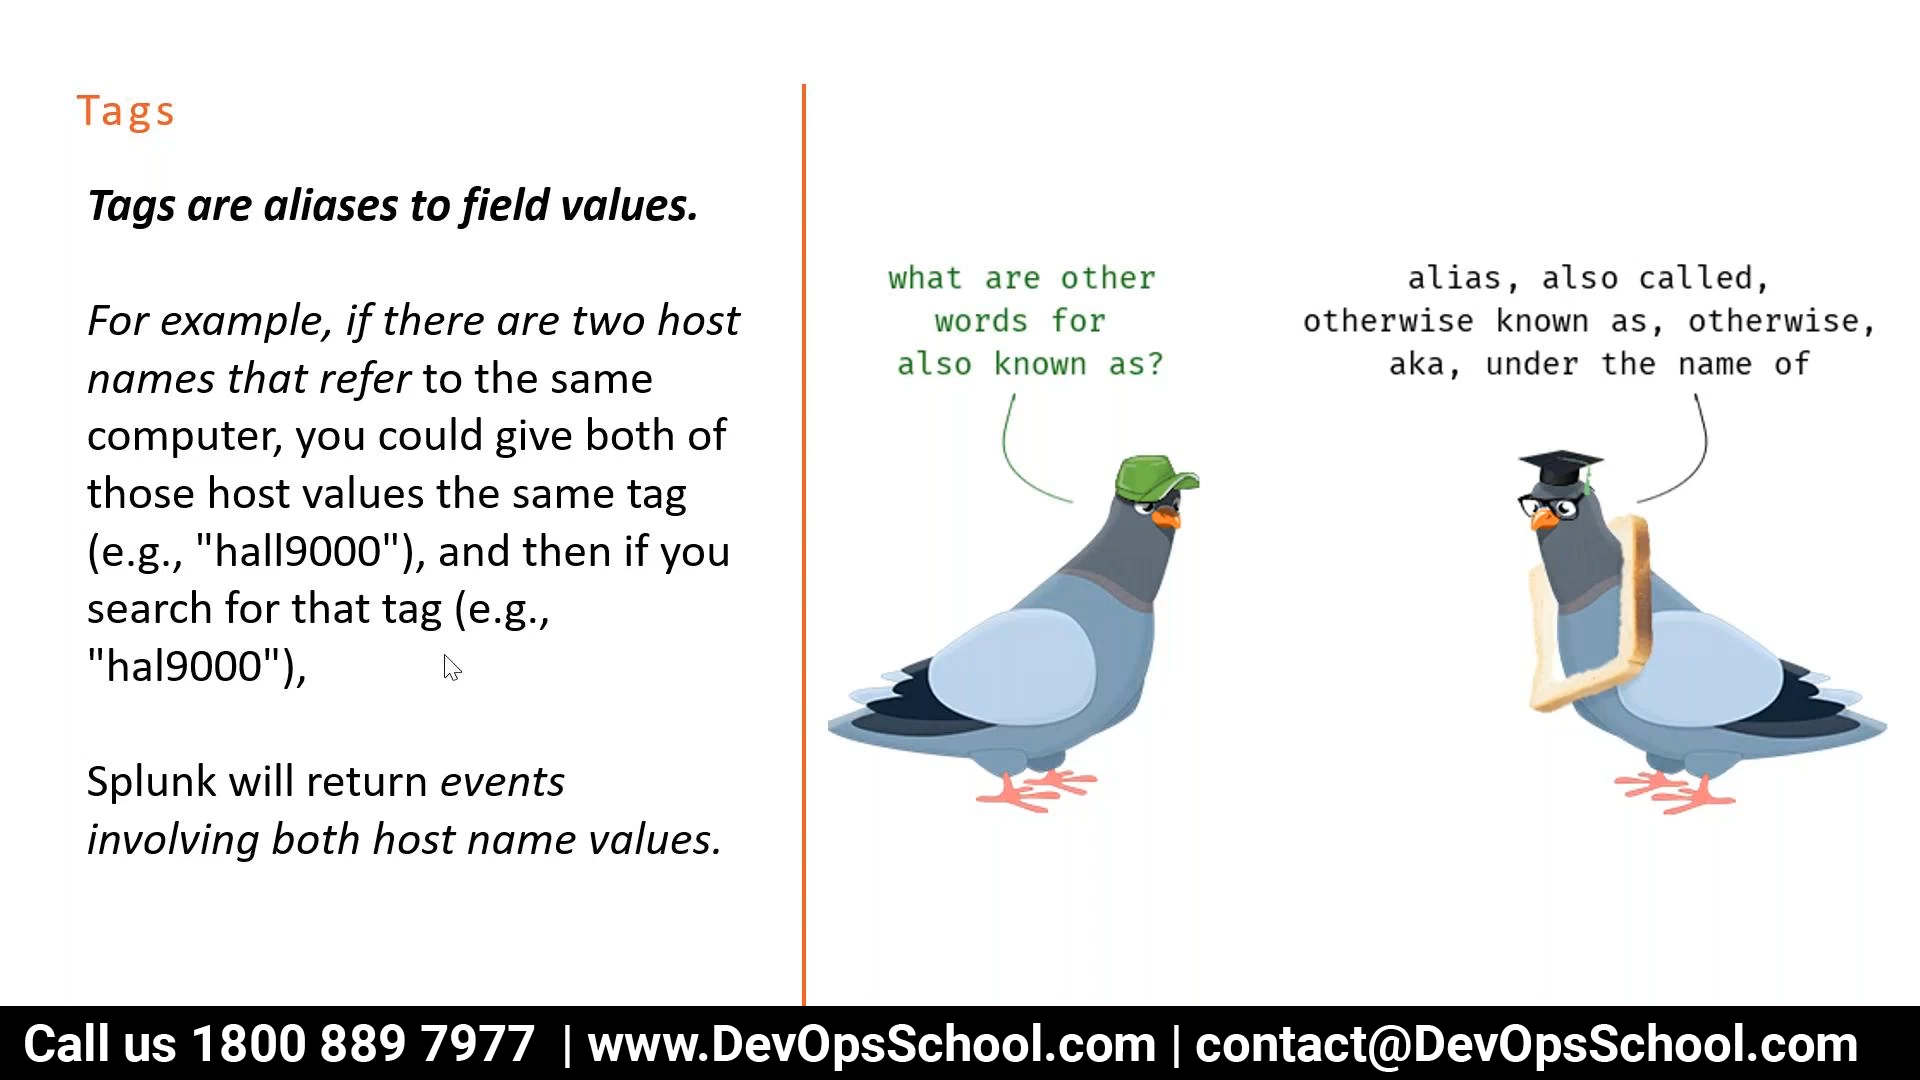 Tags
Tags are aliases to field values.
For example, if there are two host
names that refer to the same
computer, you could give both of
those host values the same tag
(e.g., "hall9000"), and then if you
search for that tag (e.g.,
"hal9000"),
Splunk will return events
involving both host name values.
what are other
words for
also known as?
alias, also called,
otherwise known as, otherwise,
aka, under the name of
Call us 1800 889 7977 | www.DevOpsSchool.com | contact@DevOpsSchool.com